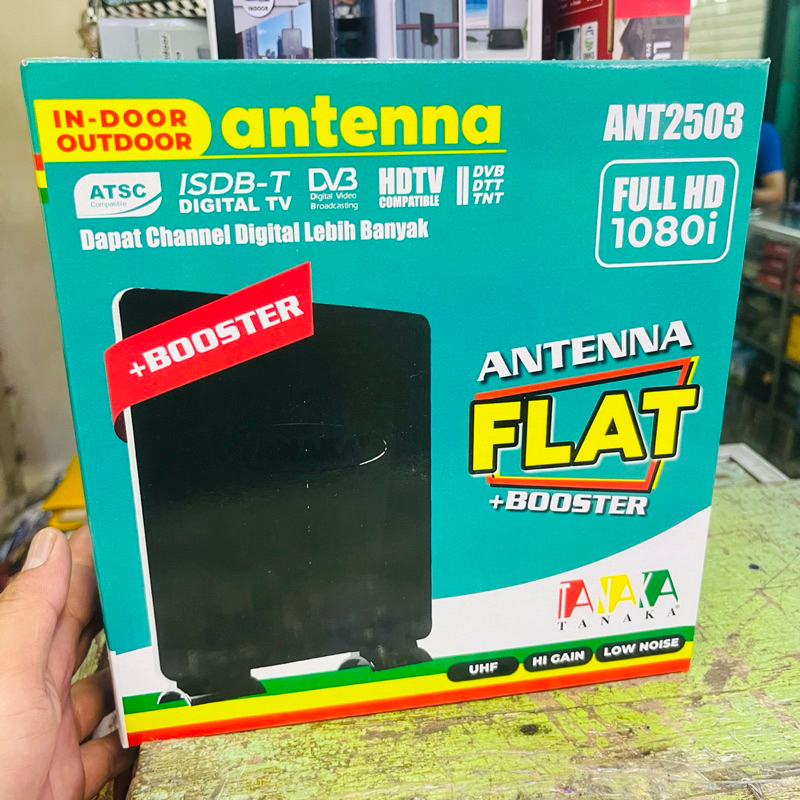 INDOOR
IN-DOOR
OUTDOOR
antenna
ANT2503
ATSC
Compatible
ISDB-T
DIGITAL TV
DVB
Digital Video
Broadcasting
HDTV
COMPATIBLE
DVB
DTT
TNT
FULL HD
1080i
Dapat Channel Digital Lebih Banyak
+BOOSTER
TANAKA
ANTENNA
FLAT
+BOOSTER
TANAKA
TANAKA®
UHF
HI GAIN
LOW NOISE